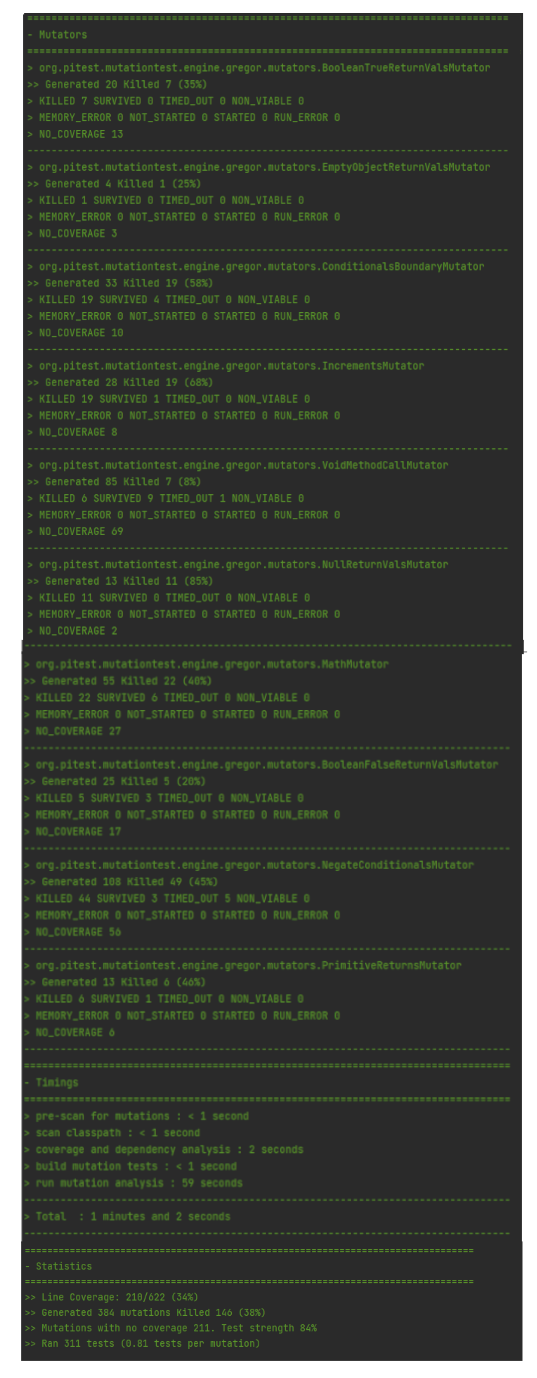 ================================================================================
- Mutators
================================================================================
> org.pitest.mutationtest.engine.gregor.mutators.BooleanTrueReturnValsMutator
>> Generated 20 Killed 7 (35%)
> KILLED 7 SURVIVED 0 TIMED_OUT 0 NON_VIABLE 0
> MEMORY_ERROR 0 NOT_STARTED 0 STARTED 0 RUN_ERROR 0
> NO_COVERAGE 13
--------------------------------------------------------------------------------
> org.pitest.mutationtest.engine.gregor.mutators.EmptyObjectReturnValsMutator
>> Generated 4 Killed 1 (25%)
> KILLED 1 SURVIVED 0 TIMED_OUT 0 NON_VIABLE 0
> MEMORY_ERROR 0 NOT_STARTED 0 STARTED 0 RUN_ERROR 0
> NO_COVERAGE 3
--------------------------------------------------------------------------------
> org.pitest.mutationtest.engine.gregor.mutators.ConditionalsBoundaryMutator
>> Generated 33 Killed 19 (58%)
> KILLED 19 SURVIVED 4 TIMED_OUT 0 NON_VIABLE 0
> MEMORY_ERROR 0 NOT_STARTED 0 STARTED 0 RUN_ERROR 0
> NO_COVERAGE 10
--------------------------------------------------------------------------------
> org.pitest.mutationtest.engine.gregor.mutators.IncrementsMutator
>> Generated 28 Killed 19 (68%)
> KILLED 19 SURVIVED 1 TIMED_OUT 0 NON_VIABLE 0
> MEMORY_ERROR 0 NOT_STARTED 0 STARTED 0 RUN_ERROR 0
> NO_COVERAGE 8
--------------------------------------------------------------------------------
> org.pitest.mutationtest.engine.gregor.mutators.VoidMethodCallMutator
>> Generated 85 Killed 7 (8%)
> KILLED 6 SURVIVED 9 TIMED_OUT 1 NON_VIABLE 0
> MEMORY_ERROR 0 NOT_STARTED 0 STARTED 0 RUN_ERROR 0
> NO_COVERAGE 69
--------------------------------------------------------------------------------
> org.pitest.mutationtest.engine.gregor.mutators.NullReturnValsMutator
>> Generated 13 Killed 11 (85%)
> KILLED 11 SURVIVED 0 TIMED_OUT 0 NON_VIABLE 0
> MEMORY_ERROR 0 NOT_STARTED 0 STARTED 0 RUN_ERROR 0
> NO_COVERAGE 2
--------------------------------------------------------------------------------
> org.pitest.mutationtest.engine.gregor.mutators.MathMutator
>> Generated 55 Killed 22 (40%)
> KILLED 22 SURVIVED 6 TIMED_OUT 0 NON_VIABLE 0
> MEMORY_ERROR 0 NOT_STARTED 0 STARTED 0 RUN_ERROR 0
> NO_COVERAGE 27
--------------------------------------------------------------------------------
> org.pitest.mutationtest.engine.gregor.mutators.BooleanFalseReturnValsMutator
>> Generated 25 Killed 5 (20%)
> KILLED 5 SURVIVED 3 TIMED_OUT 0 NON_VIABLE 0
> MEMORY_ERROR 0 NOT_STARTED 0 STARTED 0 RUN_ERROR 0
> NO_COVERAGE 17
--------------------------------------------------------------------------------
> org.pitest.mutationtest.engine.gregor.mutators.NegateConditionalsMutator
>> Generated 108 Killed 49 (45%)
> KILLED 44 SURVIVED 3 TIMED_OUT 5 NON_VIABLE 0
> MEMORY_ERROR 0 NOT_STARTED 0 STARTED 0 RUN_ERROR 0
> NO_COVERAGE 56
--------------------------------------------------------------------------------
> org.pitest.mutationtest.engine.gregor.mutators.PrimitiveReturnsMutator
>> Generated 13 Killed 6 (46%)
> KILLED 6 SURVIVED 1 TIMED_OUT 0 NON_VIABLE 0
> MEMORY_ERROR 0 NOT_STARTED 0 STARTED 0 RUN_ERROR 0
> NO_COVERAGE 6
--------------------------------------------------------------------------------
================================================================================
- Timings
================================================================================
> pre-scan for mutations : < 1 second
> scan classpath : < 1 second
> coverage and dependency analysis : 2 seconds
> build mutation tests : < 1 second
> run mutation analysis : 59 seconds
--------------------------------------------------------------------------------
> Total  : 1 minutes and 2 seconds
--------------------------------------------------------------------------------
================================================================================
- Statistics
================================================================================
>> Line Coverage: 210/622 (34%)
>> Generated 384 mutations Killed 146 (38%)
>> Mutations with no coverage 211. Test strength 84%
>> Ran 311 tests (0.81 tests per mutation)